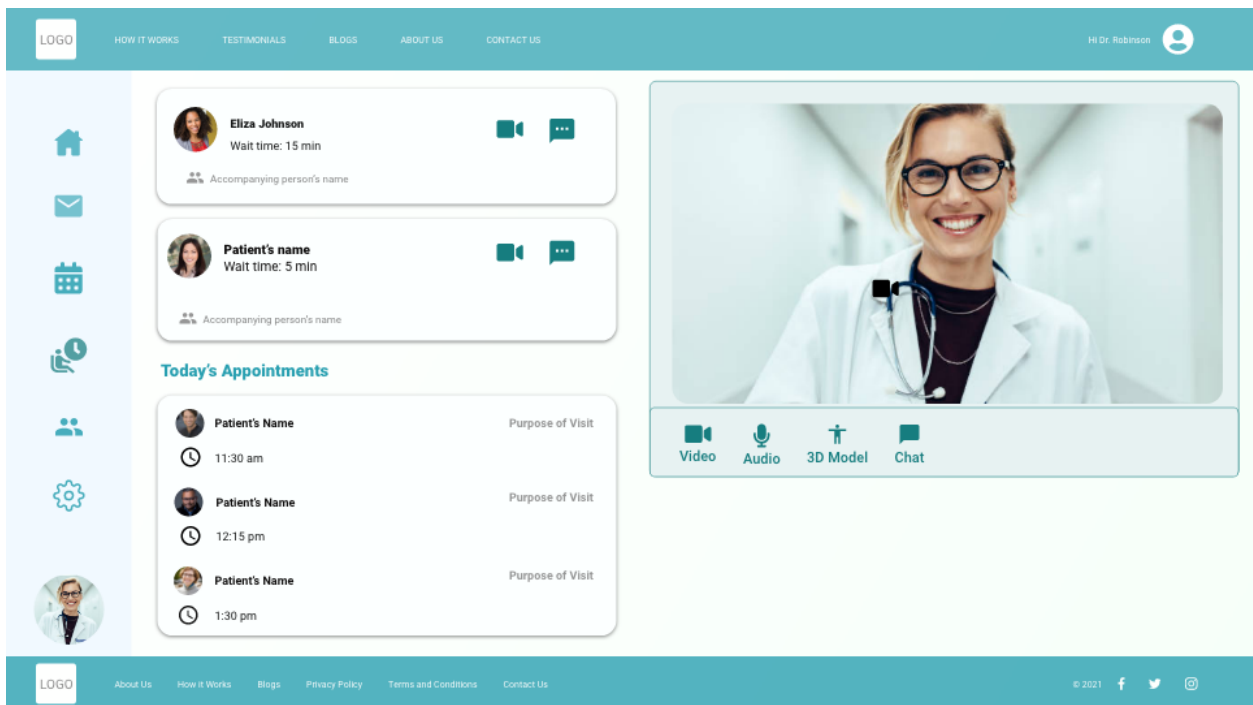 LOGO
HOW IT WORKS
TESTIMONIALS
BLOGS
ABOUT US
CONTACT US
Hi Dr. Robinson
Eliza Johnson
Wait time: 15 min
Accompanying person's name
Patient's name
Wait time: 5 min
Accompanying person's name
Today's Appointments
Patient's Name
Purpose of Visit
11:30 am
Patient's Name
Purpose of Visit
12:15 pm
Patient's Name
Purpose of Visit
1:30 pm
Video
Audio
3D Model
Chat
LOGO
About Us
How it Works
Blogs
Privacy Policy
Terms and Conditions
Contact Us
© 2021